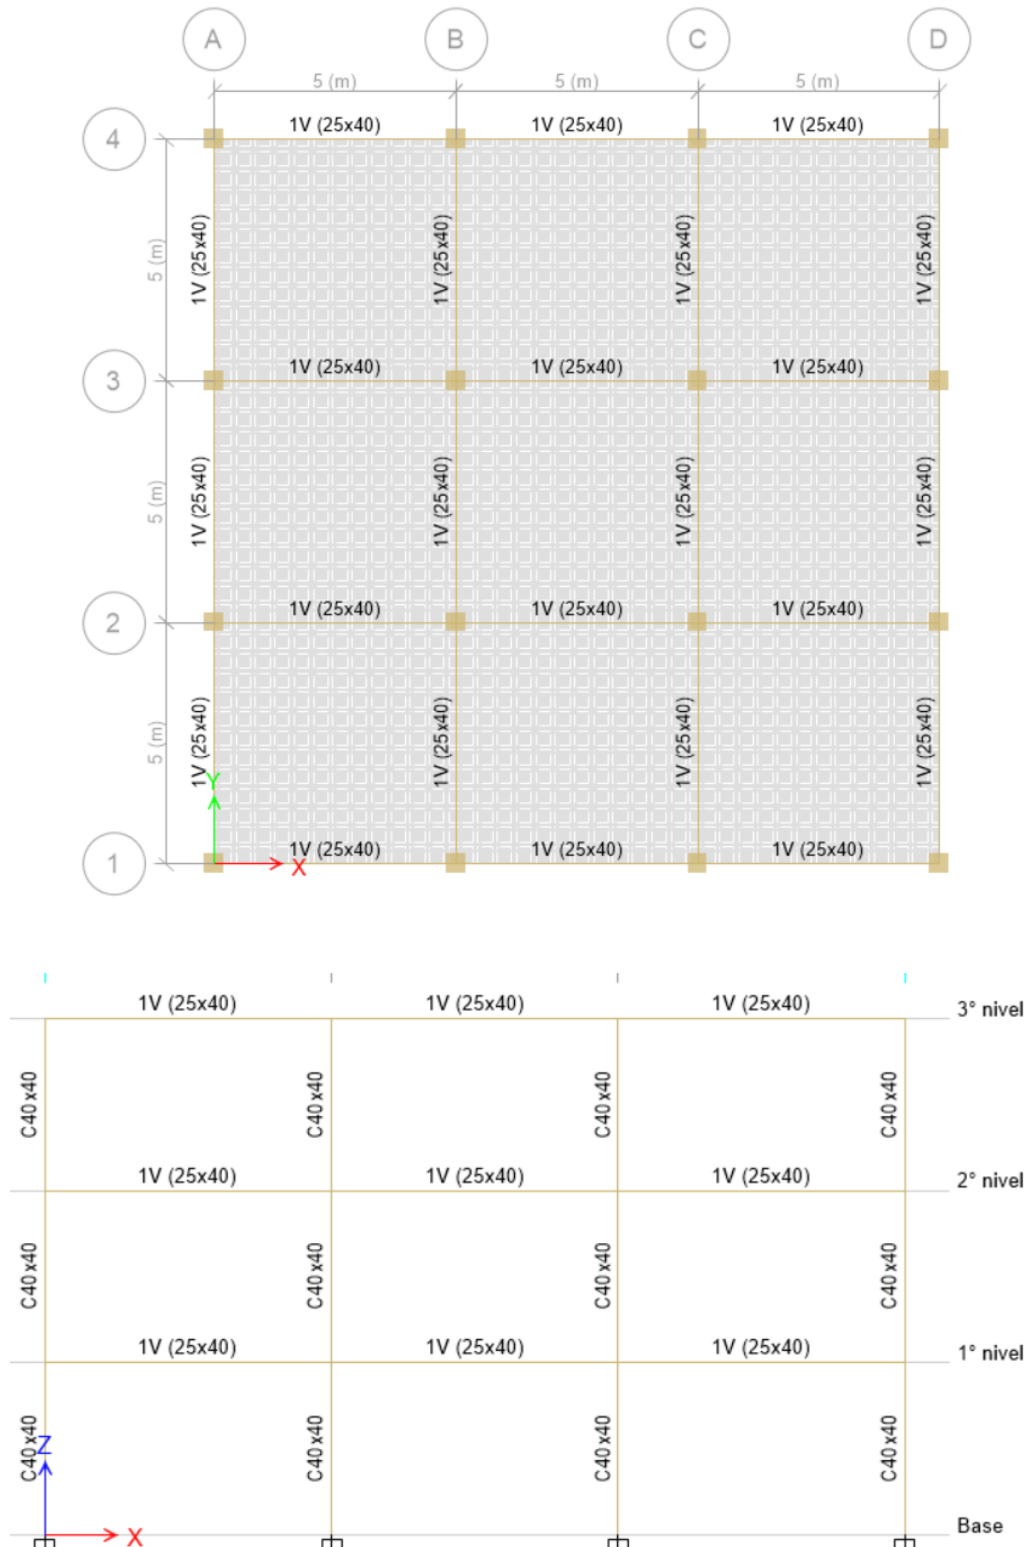 A B C D
5 (m) 5 (m) 5 (m)
4
1V (25x40) 1V (25x40) 1V (25x40)
5 (m)
1V (25x40) 1V (25x40) 1V (25x40) 1V (25x40)
3
1V (25x40) 1V (25x40) 1V (25x40)
5 (m)
1V (25x40) 1V (25x40) 1V (25x40) 1V (25x40)
2
1V (25x40) 1V (25x40) 1V (25x40)
5 (m)
1V (25x40) 1V (25x40) 1V (25x40) 1V (25x40)
Y
1
1V (25x40) 1V (25x40) 1V (25x40)
X
1V (25x40) 1V (25x40) 1V (25x40) 3° nivel
C40x40 C40x40 C40x40 C40x40
1V (25x40) 1V (25x40) 1V (25x40) 2° nivel
C40x40 C40x40 C40x40 C40x40
1V (25x40) 1V (25x40) 1V (25x40) 1° nivel
C40x40 C40x40 C40x40 C40x40
Z
X
Base